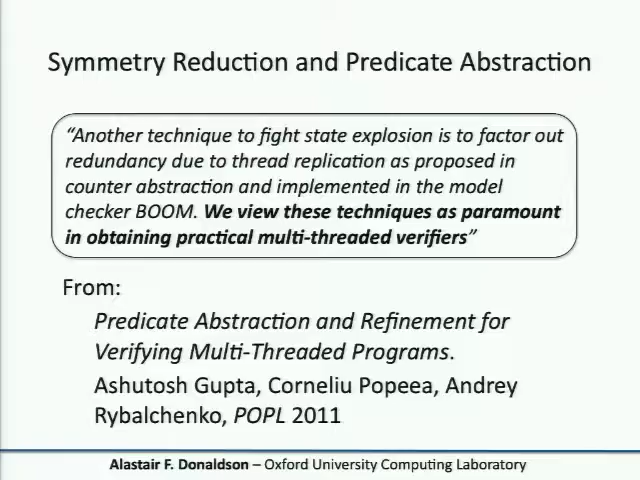 Symmetry Reduction and Predicate Abstraction
“Another technique to fight state explosion is to factor out
redundancy due to thread replication as proposed in
counter abstraction and implemented in the model
checker BOOM. We view these techniques as paramount
in obtaining practical multi-threaded verifiers”
From:
Predicate Abstraction and Refinement for
Verifying Multi-Threaded Programs.
Ashutosh Gupta, Corneliu Popeea, Andrey
Rybalchenko, POPL 2011
Alastair F. Donaldson – Oxford University Computing Laboratory